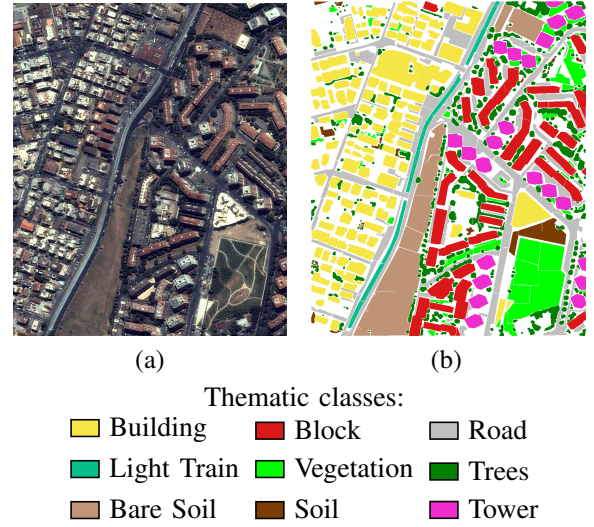 (a) (b)
Thematic classes:
Building Block Road
Light Train Vegetation Trees
Bare Soil Soil Tower